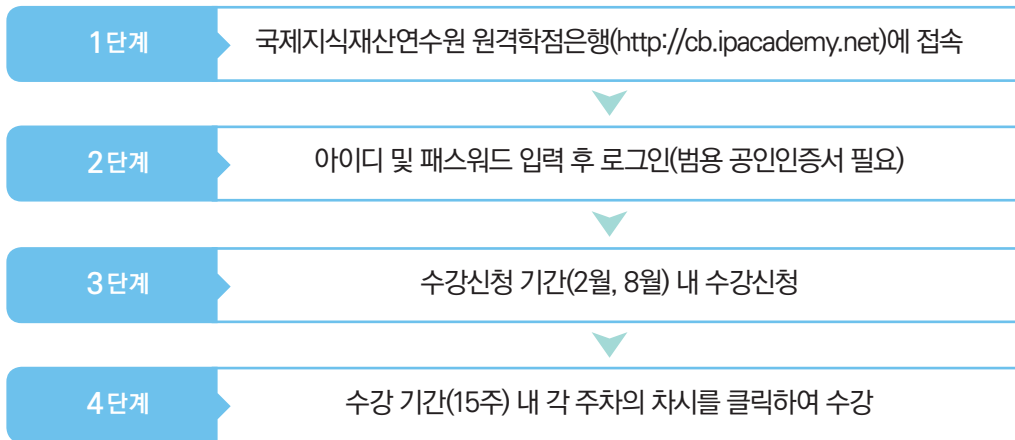 1단계
국제지식재산연수원 원격학점은행(http://cb.ipacademy.net)에 접속
2단계
아이디 및 패스워드 입력 후 로그인(범용 공인인증서 필요)
3단계
수강신청 기간(2월, 8월) 내 수강신청
4단계
수강 기간(15주) 내 각 주차의 차시를 클릭하여 수강